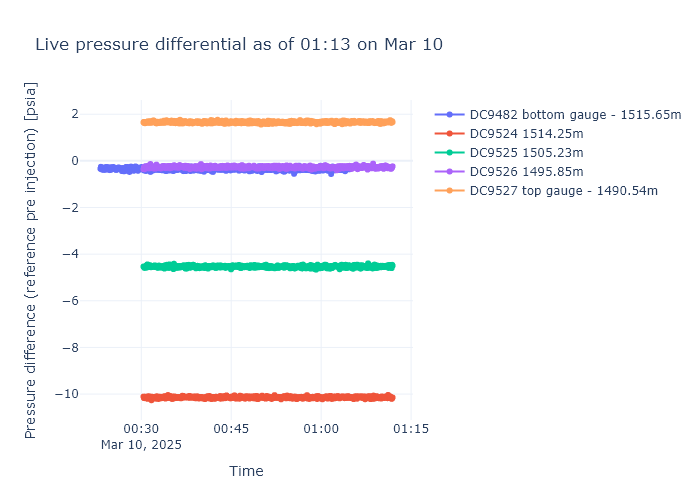 Live pressure differential as of 01:13 on Mar 10
Pressure difference (reference pre injection) [psia]
2
0
−2
−4
−6
−8
−10
00:30
Mar 10, 2025
00:45
01:00
01:15
Time
DC9482 bottom gauge - 1515.65m
DC9524 1514.25m
DC9525 1505.23m
DC9526 1495.85m
DC9527 top gauge - 1490.54m